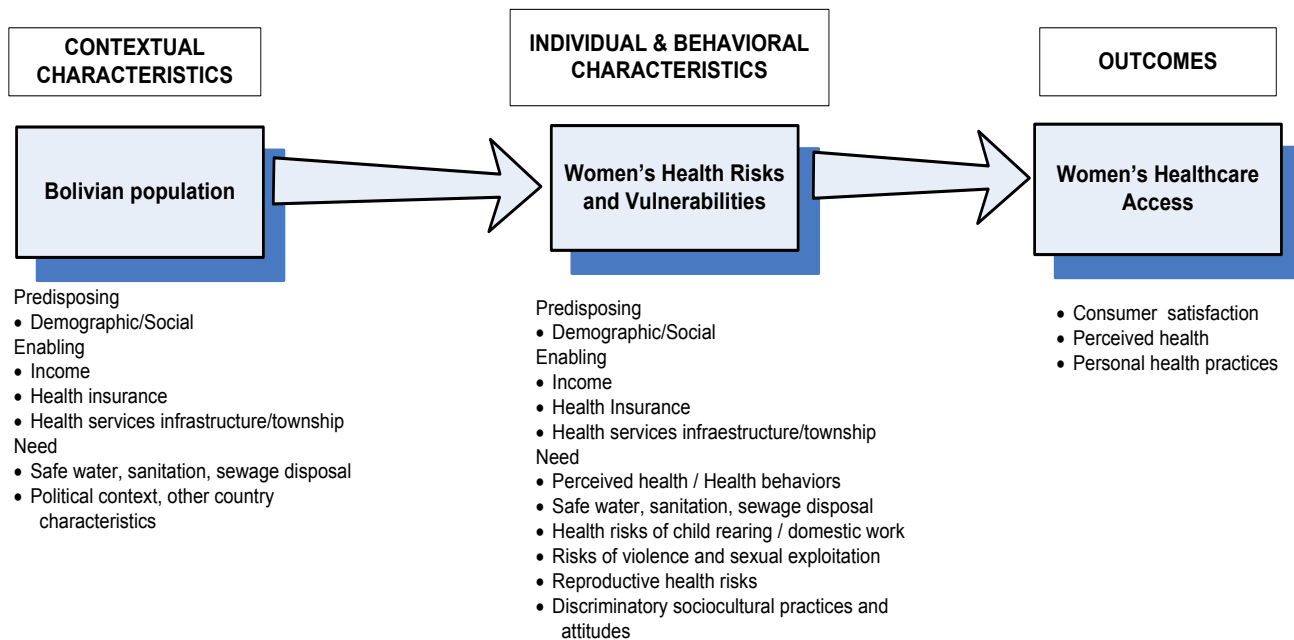 CONTEXTUAL
CHARACTERISTICS
Bolivian population
Predisposing
• Demographic/Social
Enabling
• Income
• Health insurance
• Health services infrastructure/township
Need
• Safe water, sanitation, sewage disposal
• Political context, other country
characteristics
INDIVIDUAL & BEHAVIORAL
CHARACTERISTICS
Women’s Health Risks
and Vulnerabilities
Predisposing
• Demographic/Social
Enabling
• Income
• Health Insurance
• Health services infraestructure/township
Need
• Perceived health / Health behaviors
• Safe water, sanitation, sewage disposal
• Health risks of child rearing / domestic work
• Risks of violence and sexual exploitation
• Reproductive health risks
• Discriminatory sociocultural practices and
attitudes
OUTCOMES
Women’s Healthcare
Access
• Consumer satisfaction
• Perceived health
• Personal health practices